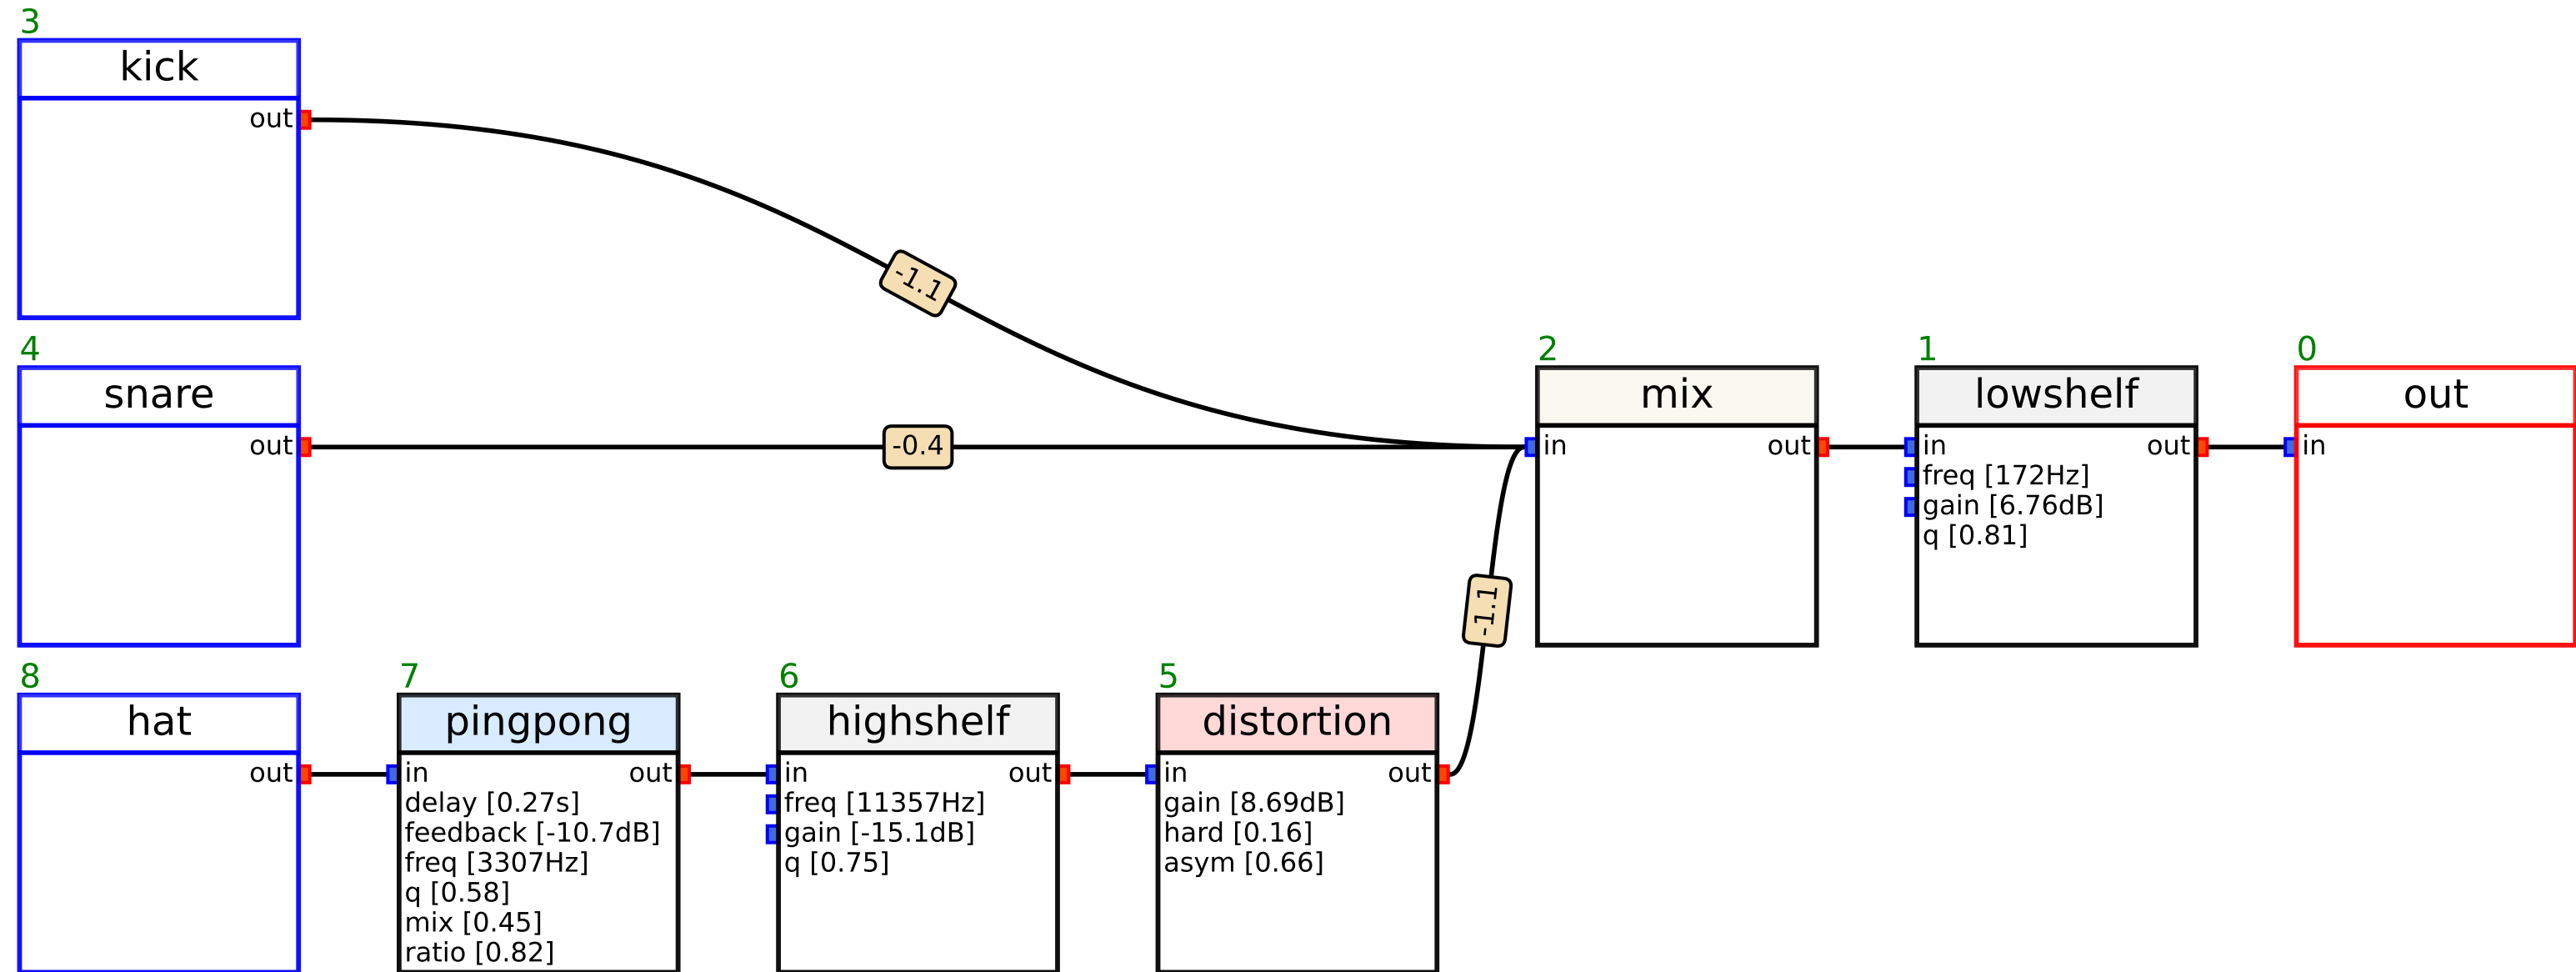 3
kick
out
-1.1
4
snare
out
-0.4
2
mix
in
out
1
lowshelf
in
out
freq [172Hz]
gain [6.76dB]
q [0.81]
0
out
in
-1.1
8
hat
out
7
pingpong
in
out
delay [0.27s]
feedback [-10.7dB]
freq [3307Hz]
q [0.58]
mix [0.45]
ratio [0.82]
6
highshelf
in
out
freq [11357Hz]
gain [-15.1dB]
q [0.75]
5
distortion
in
out
gain [8.69dB]
hard [0.16]
asym [0.66]